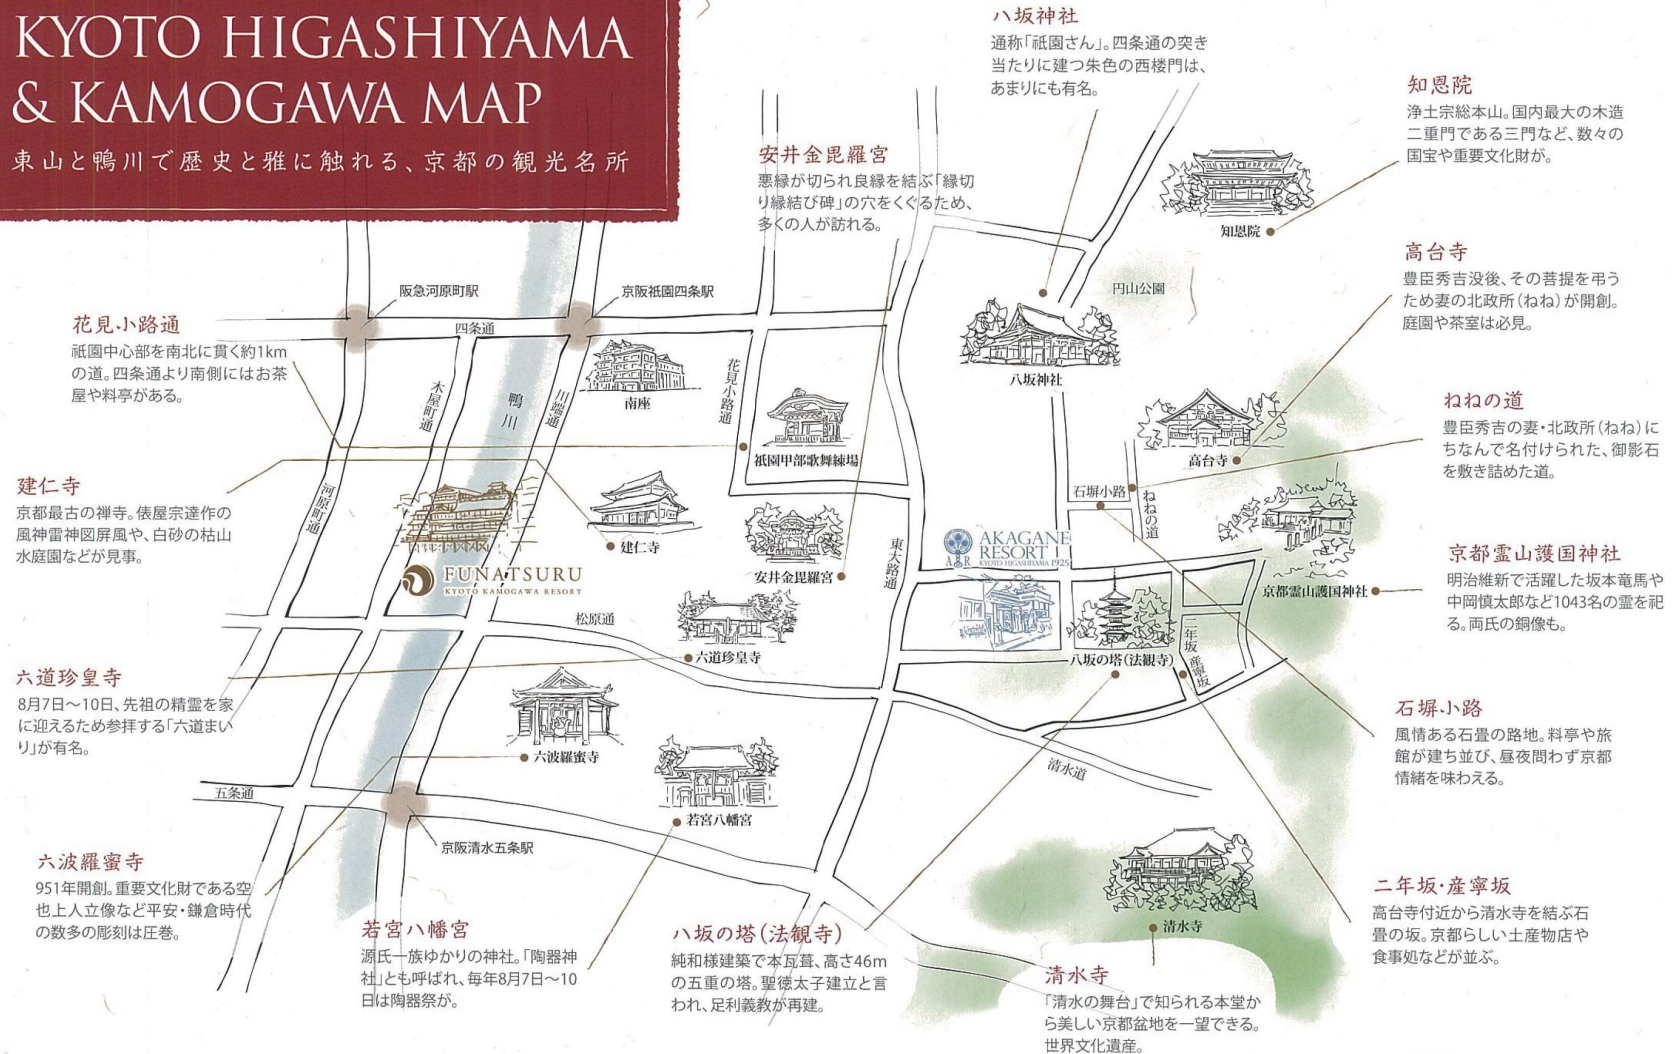 KYOTO HIGASHIYAMA
& KAMOGAWA MAP
東山と鴨川で歴史と雅に触れる、京都の観光名所
八坂神社
通称「祇園さん」。四条通の突き
当たりに建つ朱色の西楼門は、
あまりにも有名。
知恩院
浄土宗総本山。国内最大の木造
二重門である三門など、数々の
国宝や重要文化財が。
安井金毘羅宮
悪縁が切られ良縁を結ぶ「縁切
り縁結び碑」の穴をくぐるため、
多くの人が訪れる。
高台寺
豊臣秀吉没後、その菩提を弔う
ため妻の北政所(ねね)が開創。
庭園や茶室は必見。
花見小路通
祇園中心部を南北に貫く約1km
の道。四条通より南側にはお茶
屋や料亭がある。
ねねの道
豊臣秀吉の妻・北政所(ねね)に
ちなんで名付けられた、御影石
を敷き詰めた道。
建仁寺
京都最古の禅寺。俵屋宗達作の
風神雷神図屏風や、白砂の枯山
水庭園などが見事。
京都霊山護国神社
明治維新で活躍した坂本竜馬や
中岡慎太郎など1043名の霊を祀
る。両氏の銅像も。
六道珍皇寺
8月7日〜10日、先祖の精霊を家
に迎えるため参拝する「六道まい
り」が有名。
石塀小路
風情ある石畳の路地。料亭や旅
館が建ち並び、昼夜問わず京都
情緒を味わえる。
六波羅蜜寺
951年開創。重要文化財である空
也上人立像など平安・鎌倉時代
の数多の彫刻は圧巻。
若宮八幡宮
源氏一族ゆかりの神社。「陶器神
社」とも呼ばれ、毎年8月7日〜10
日は陶器祭が。
八坂の塔(法観寺)
純和様建築で本瓦葺、高さ46m
の五重の塔。聖徳太子建立と言
われ、足利義教が再建。
清水寺
「清水の舞台」で知られる本堂か
ら美しい京都盆地を一望できる。
世界文化遺産。
二年坂・産寧坂
高台寺付近から清水寺を結ぶ石
畳の坂。京都らしい土産物店や
食事処などが並ぶ。
知恩院
阪急河原町駅
京阪祇園四条駅
円山公園
四条通
南座
花見小路通
八坂神社
木屋町通
鴨川
川端通
祇園甲部歌舞練場
高台寺
河原町通
石塀小路
ねねの道
建仁寺
安井金毘羅宮
東大路通
AKAGANE
RESORT
KYOTO HIGASHIYAMA 1925
A R
FUNATSURU
KYOTO KAMOGAWA RESORT
京都霊山護国神社
松原通
六道珍皇寺
八坂の塔(法観寺)
二年坂
産寧坂
六波羅蜜寺
清水道
五条通
若宮八幡宮
京阪清水五条駅
清水寺